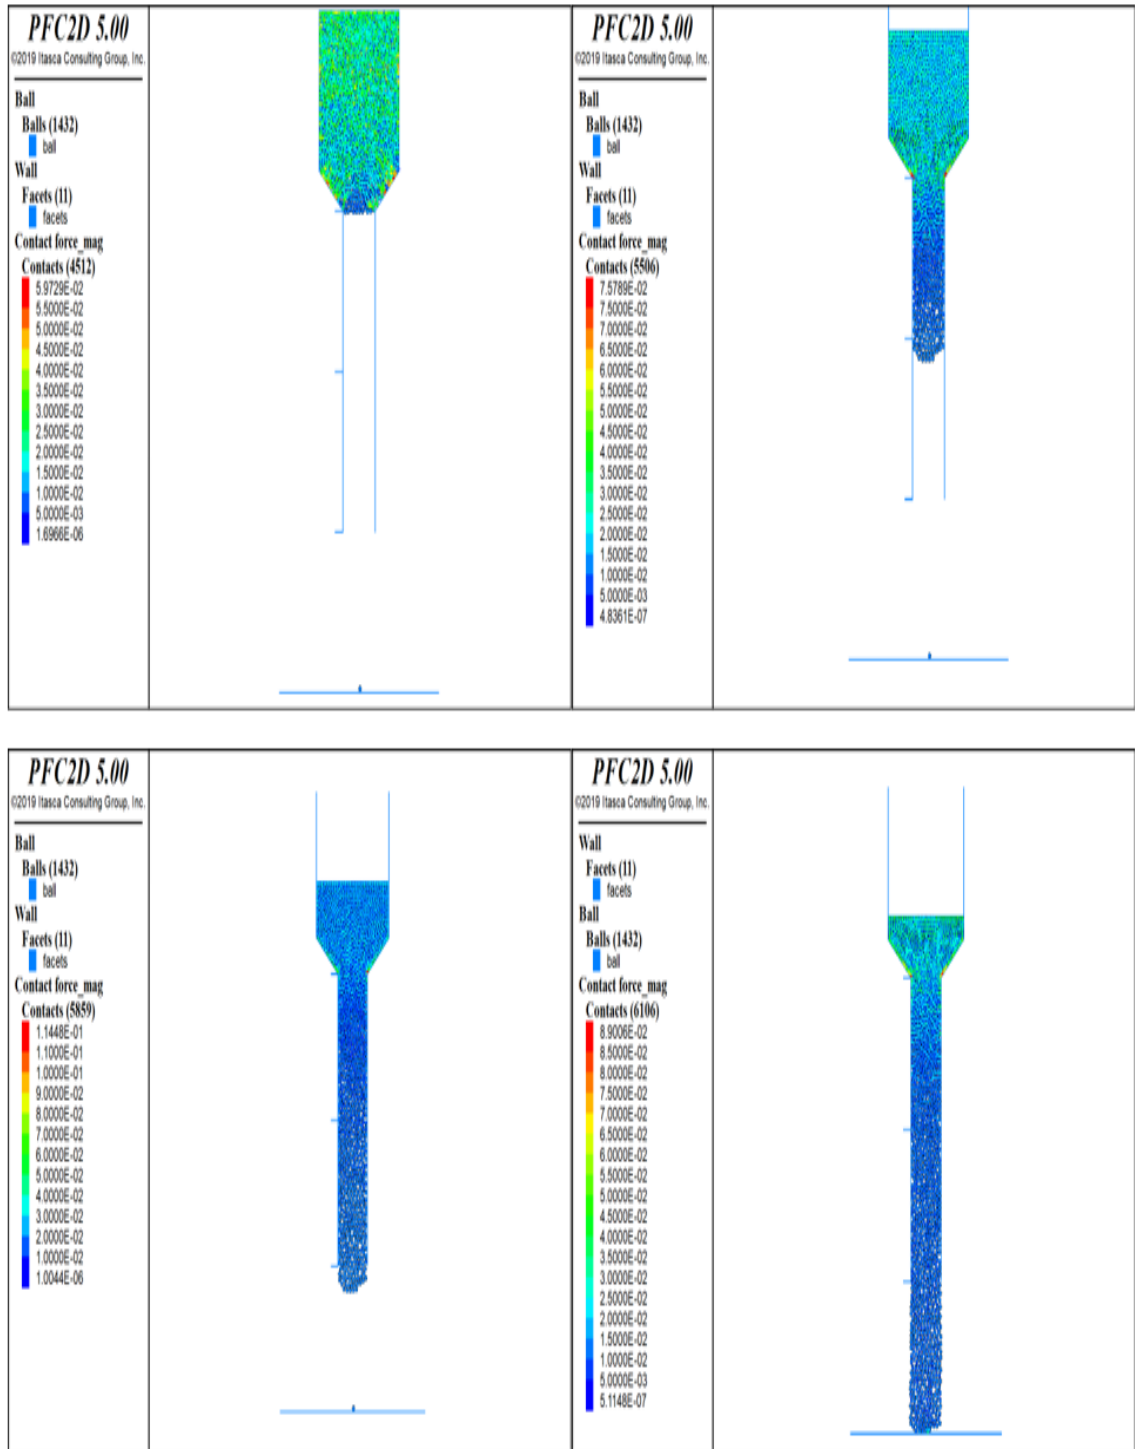 PFC2D 5.00
©2019 Itasca Consulting Group, Inc.
Ball
Balls (1432)
ball
Wall
Facets (11)
facets
Contact force_mag
Contacts (4512)
5.9729E-02
5.5000E-02
5.0000E-02
4.5000E-02
4.0000E-02
3.5000E-02
3.0000E-02
2.5000E-02
2.0000E-02
1.5000E-02
1.0000E-02
5.0000E-03
1.6966E-06
PFC2D 5.00
©2019 Itasca Consulting Group, Inc.
Ball
Balls (1432)
ball
Wall
Facets (11)
facets
Contact force_mag
Contacts (5506)
7.5789E-02
7.5000E-02
7.0000E-02
6.5000E-02
6.0000E-02
5.5000E-02
5.0000E-02
4.5000E-02
4.0000E-02
3.5000E-02
3.0000E-02
2.5000E-02
2.0000E-02
1.5000E-02
1.0000E-02
5.0000E-03
4.8361E-07
PFC2D 5.00
©2019 Itasca Consulting Group, Inc.
Ball
Balls (1432)
ball
Wall
Facets (11)
facets
Contact force_mag
Contacts (5859)
1.1448E-01
1.1000E-01
1.0000E-01
9.0000E-02
8.0000E-02
7.0000E-02
6.0000E-02
5.0000E-02
4.0000E-02
3.0000E-02
2.0000E-02
1.0000E-02
1.0044E-06
PFC2D 5.00
©2019 Itasca Consulting Group, Inc.
Wall
Facets (11)
facets
Ball
Balls (1432)
ball
Contact force_mag
Contacts (6106)
8.9006E-02
8.5000E-02
8.0000E-02
7.5000E-02
7.0000E-02
6.5000E-02
6.0000E-02
5.5000E-02
5.0000E-02
4.5000E-02
4.0000E-02
3.5000E-02
3.0000E-02
2.5000E-02
2.0000E-02
1.5000E-02
1.0000E-02
5.0000E-03
5.1148E-07